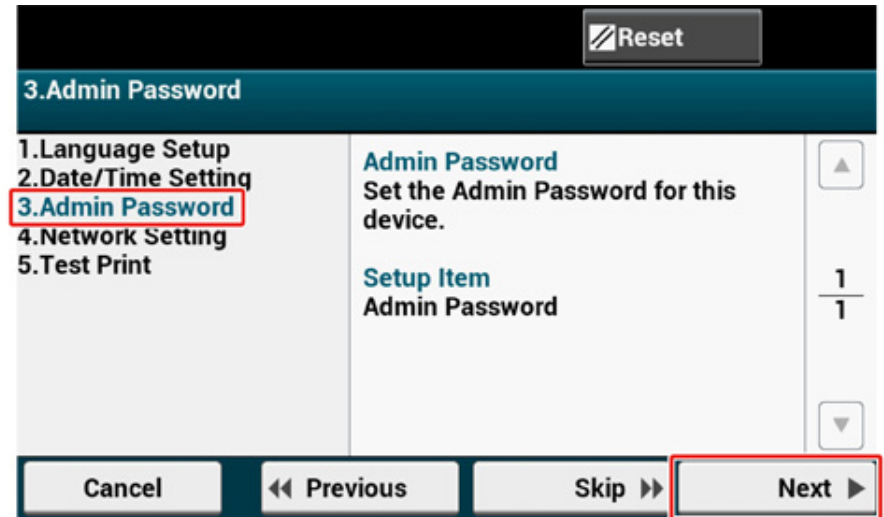 Reset
3.Admin Password
1.Language Setup
2.Date/Time Setting
3.Admin Password
4.Network Setting
5.Test Print
Admin Password
Set the Admin Password for this
device.
Setup Item
Admin Password
1
1
Cancel
Previous
Skip
Next